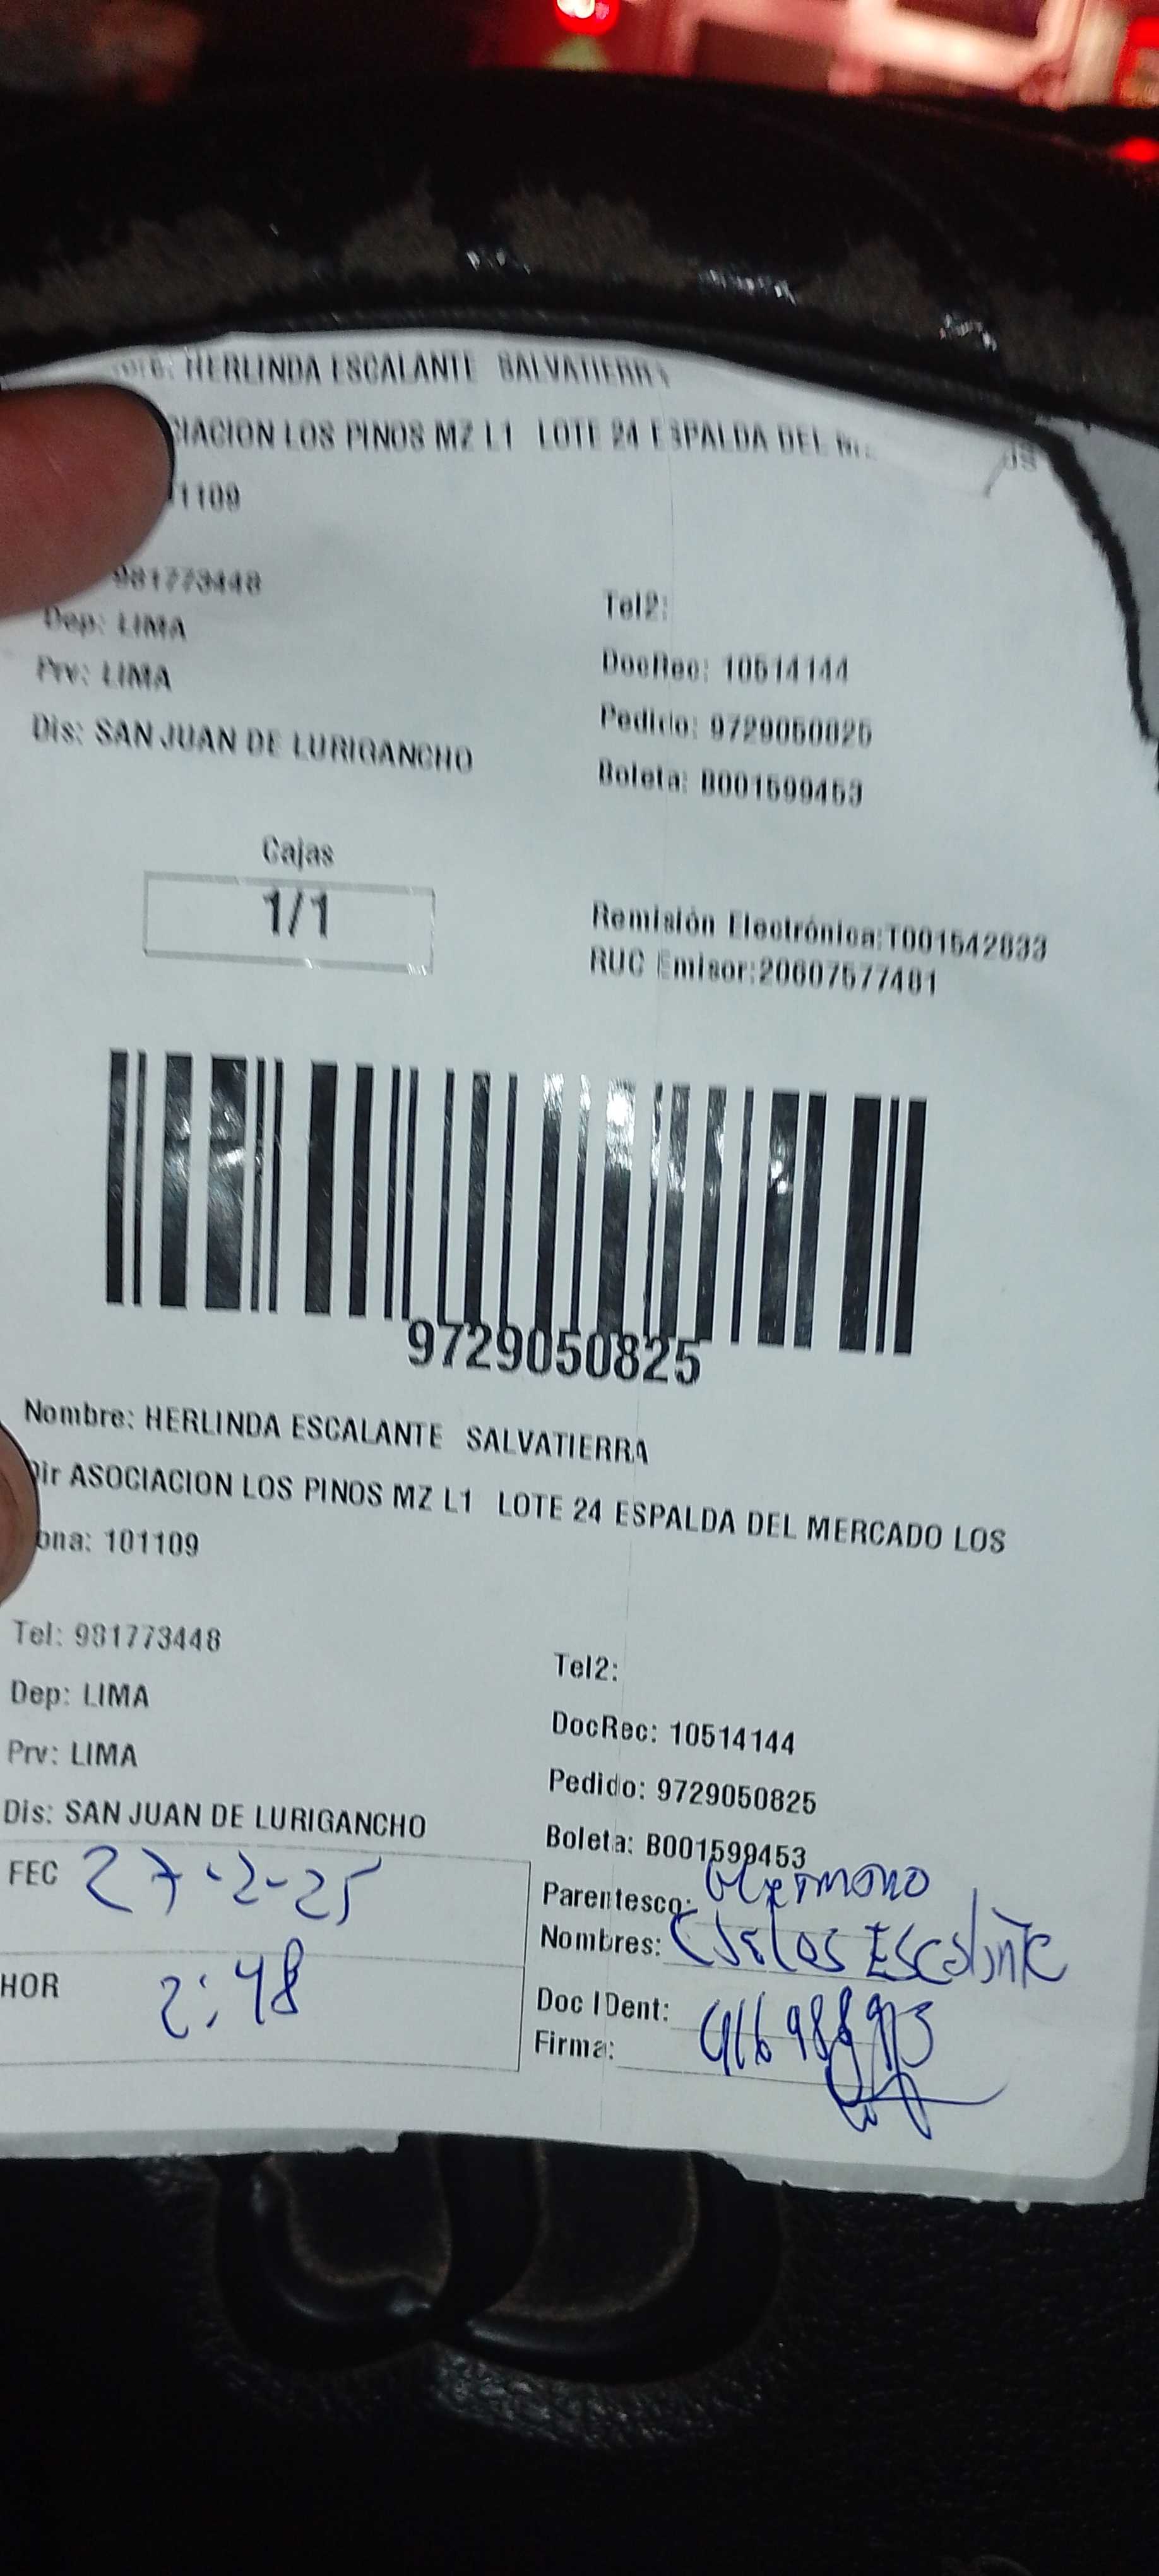 HERLINDA ESCALANTE SALVATIERRA
CIACION LOS PINOS MZ L1 LOTE 24 ESPALDA DEL
1109
981773448
Dep: LIMA
Tel2:
Prv: LIMA
DocRec: 10514144
Dis: SAN JUAN DE LURIGANCHO
Pedido: 9729050825
Boleta: B001599453
Cajas
1/1
Remisión Electrónica:T001542833
RUC Emisor:20607577481
9729050825
Nombre: HERLINDA ESCALANTE SALVATIERRA
Dir ASOCIACION LOS PINOS MZ L1 LOTE 24 ESPALDA DEL MERCADO LOS
ona: 101109
Tel: 981773448
Tel2:
Dep: LIMA
DocRec: 10514144
Prv: LIMA
Pedido: 9729050825
Dis: SAN JUAN DE LURIGANCHO
Boleta: B001599453
FEC 27-2-25
Parentesco: Hermano
Nombres: ESCalante
HOR 2:48
Doc IDent:
Firma: